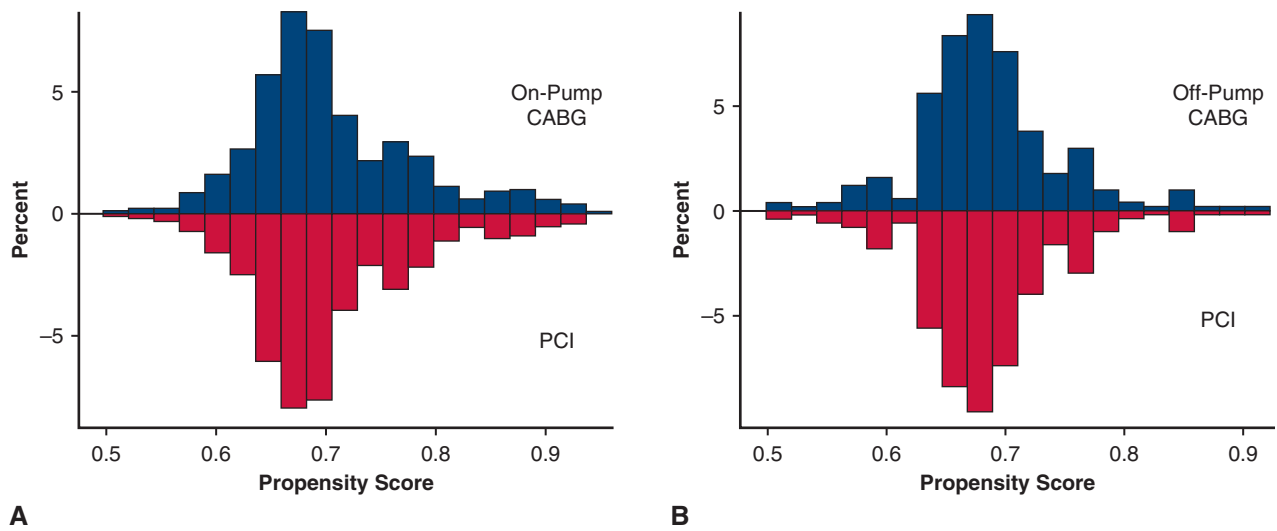 5
0
–5
Percent
On-Pump
CABG
PCI
0.5 0.6 0.7 0.8 0.9
Propensity Score
A
5
0
–5
Percent
Off-Pump
CABG
PCI
0.5 0.6 0.7 0.8 0.9
Propensity Score
B